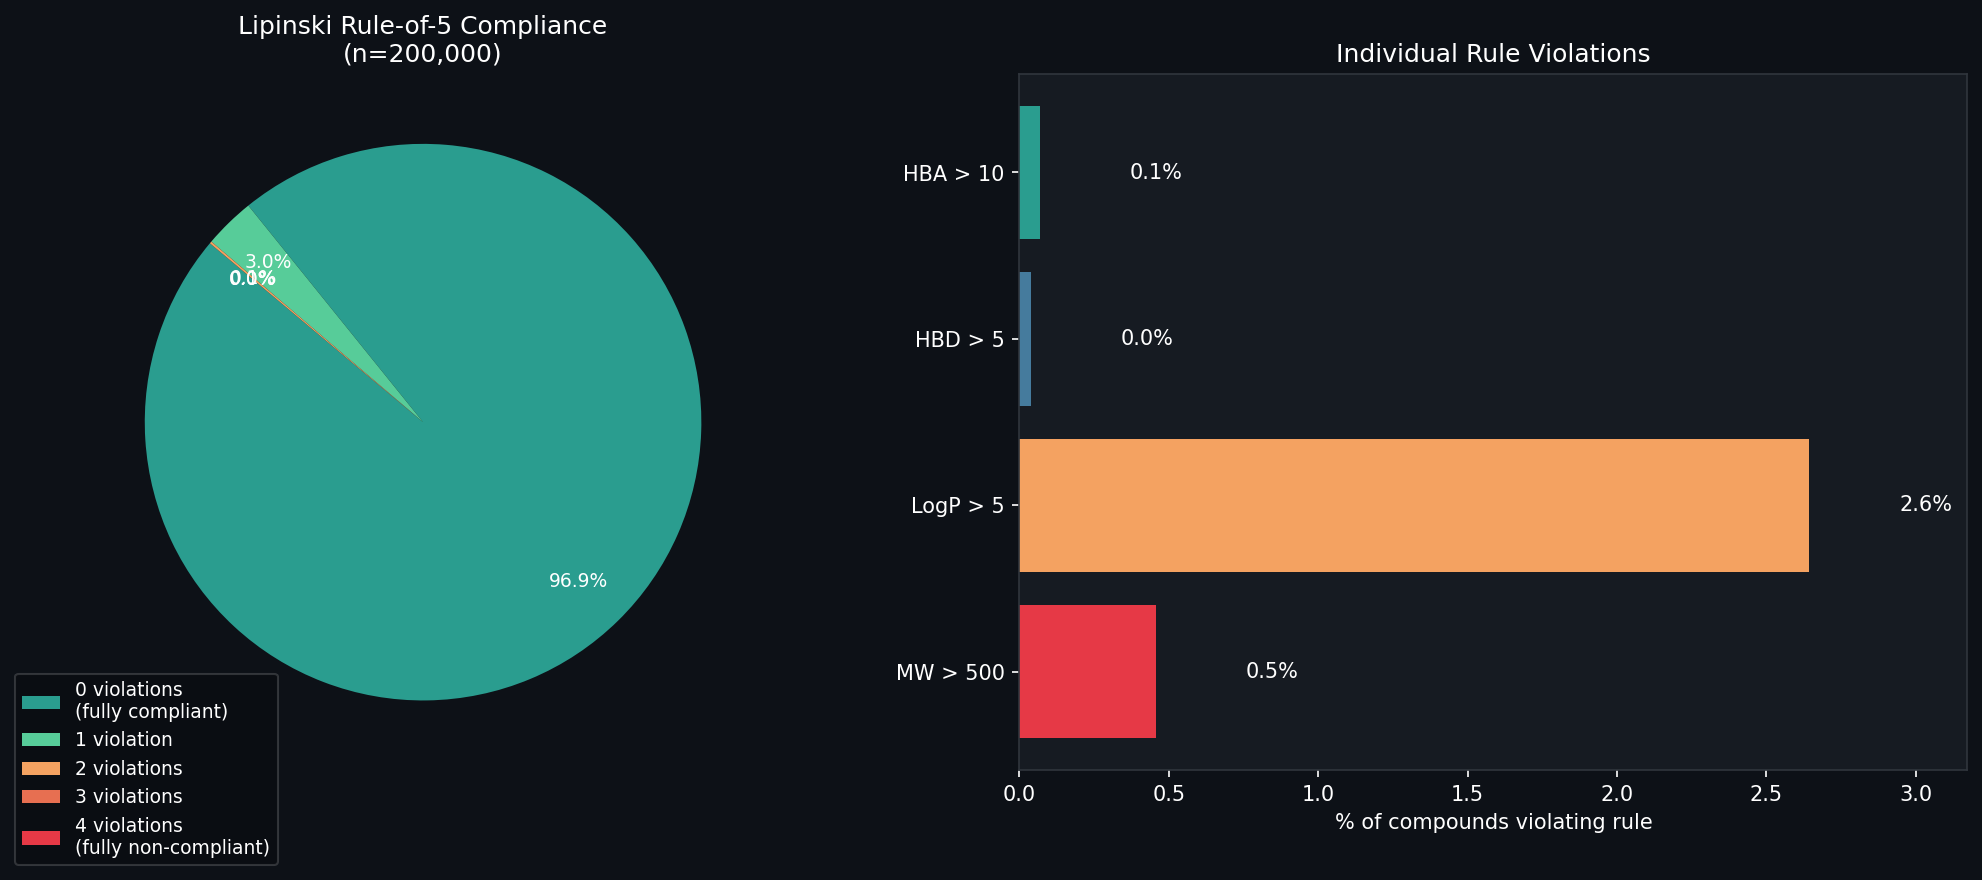 Lipinski Rule-of-5 Compliance
(n=200,000)
3.0%
96.9%
0 violations
(fully compliant)
1 violation
2 violations
3 violations
4 violations
(fully non-compliant)
Individual Rule Violations
HBA > 10
0.1%
HBD > 5
0.0%
LogP > 5
2.6%
MW > 500
0.5%
0.0 0.5 1.0 1.5 2.0 2.5 3.0
% of compounds violating rule